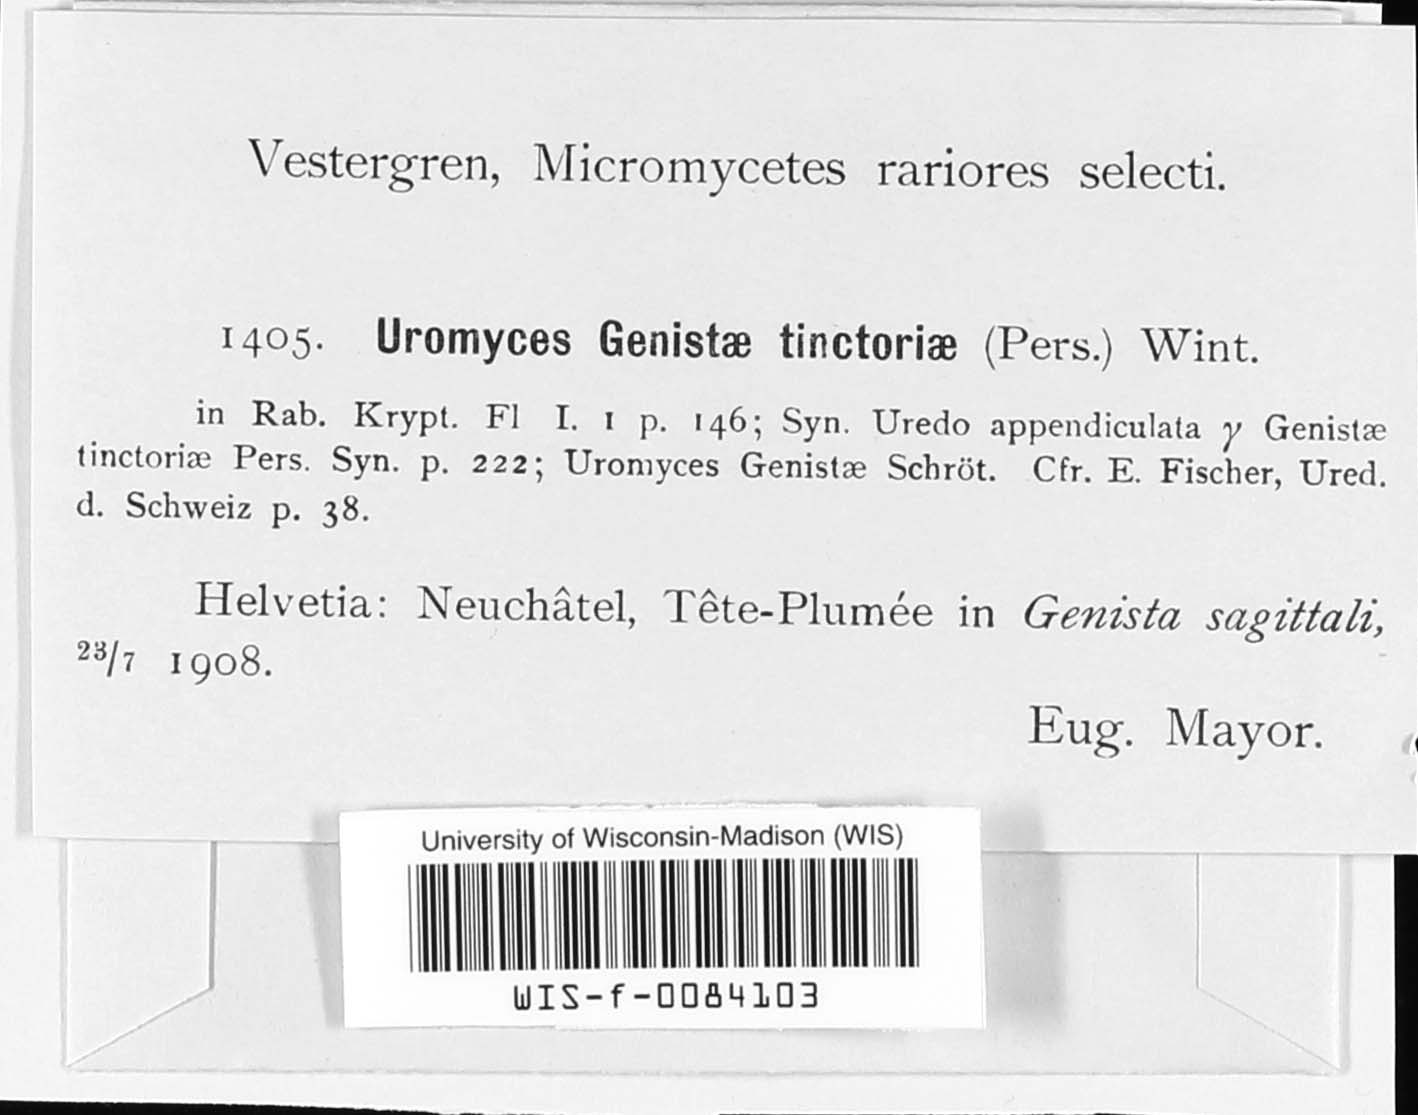 Vestergren, Micromycetes rariores selecti.
1405. Uromyces Genistæ tinctoriæ (Pers.) Wint.
in Rab. Krypt. Fl I. 1 p. 146; Syn. Uredo appendiculata γ Genistæ
tinctoriæ Pers. Syn. p. 222; Uromyces Genistæ Schröt. Cfr. E. Fischer, Ured.
d. Schweiz p. 38.
Helvetia: Neuchâtel, Tête-Plumée in Genista sagittali,
23/7 1908.
Eug. Mayor.
University of Wisconsin-Madison (WIS)
WIS-f-0084103